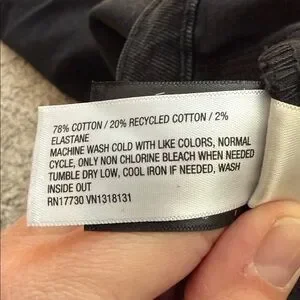 78% COTTON / 20% RECYCLED COTTON / 2%
ELASTANE
MACHINE WASH COLD WITH LIKE COLORS, NORMAL
CYCLE, ONLY NON CHLORINE BLEACH WHEN NEEDED
TUMBLE DRY LOW, COOL IRON IF NEEDED, WASH
INSIDE OUT
RN17730 VN1318131